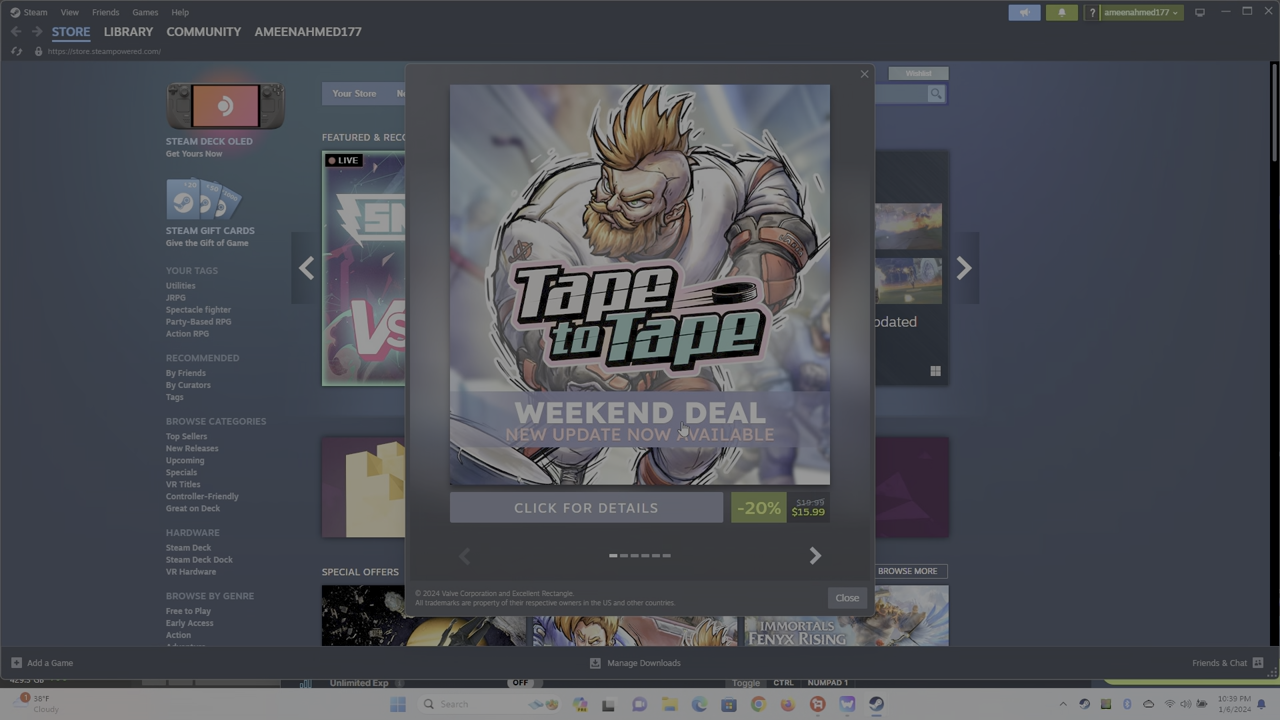 Steam View Friends Games Help
ameenahmed177
STORE LIBRARY COMMUNITY AMEENAHMED177
https://store.steampowered.com/
Wishlist
Your Store
STEAM DECK OLED
Get Yours Now
FEATURED & RECO
LIVE
STEAM GIFT CARDS
Give the Gift of Game
YOUR TAGS
Utilities
JRPG
Spectacle fighter
Party-Based RPG
Action RPG
RECOMMENDED
By Friends
By Curators
Tags
BROWSE CATEGORIES
Top Sellers
New Releases
Upcoming
Specials
VR Titles
Controller-Friendly
Great on Deck
HARDWARE
Steam Deck
Steam Deck Dock
VR Hardware
BROWSE BY GENRE
Free to Play
Early Access
Action
VS
pdated
Tape
to Tape
WEEKEND DEAL
NEW UPDATE NOW AVAILABLE
CLICK FOR DETAILS
-20%
$19.99
$15.99
SPECIAL OFFERS
BROWSE MORE
© 2024 Valve Corporation and Excellent Rectangle.
All trademarks are property of their respective owners in the US and other countries.
Close
IMMORTALS
FENYX RISING
Add a Game
Manage Downloads
Friends & Chat
429.5 GB
Unlimited Exp
OFF
Toggle CTRL NUMPAD 1
1
38°F
Cloudy
Search
10:39 PM
1/6/2024